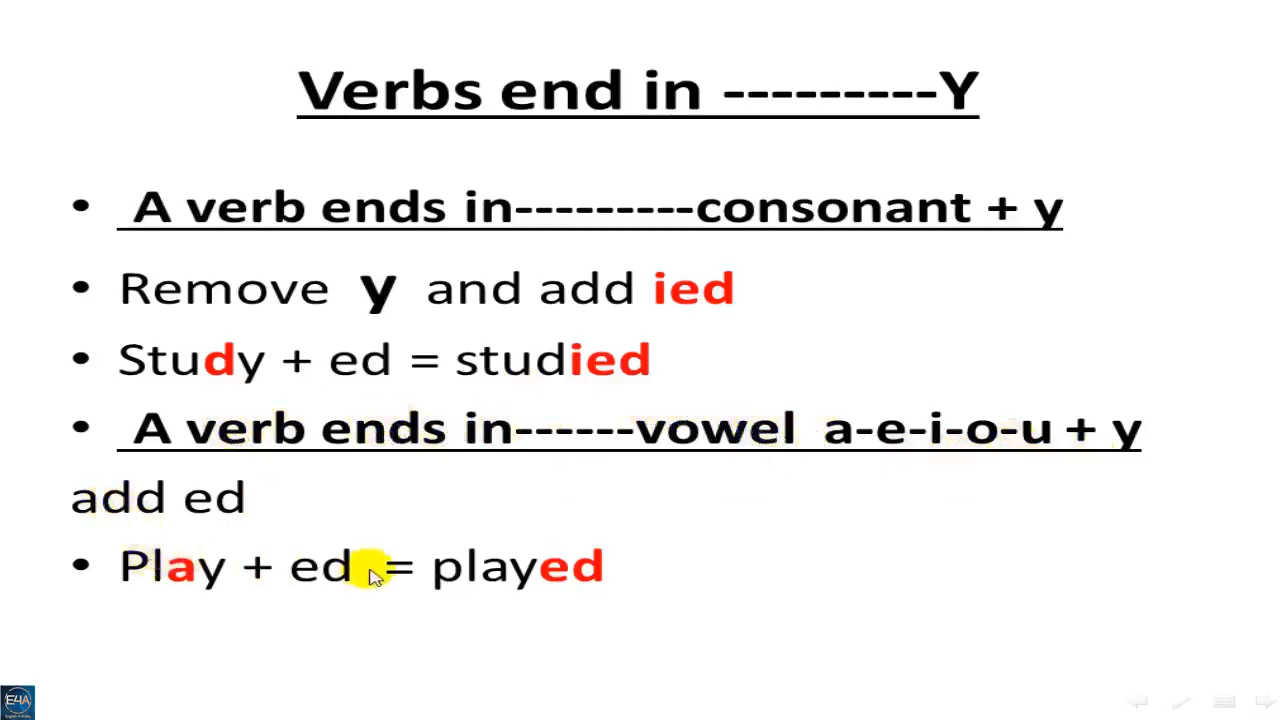 Verbs end in ---------Y
• A verb ends in---------consonant + y
• Remove y and add ied
• Study + ed = studied
• A verb ends in------vowel a-e-i-o-u + y
add ed
• Play + ed = played
E4A